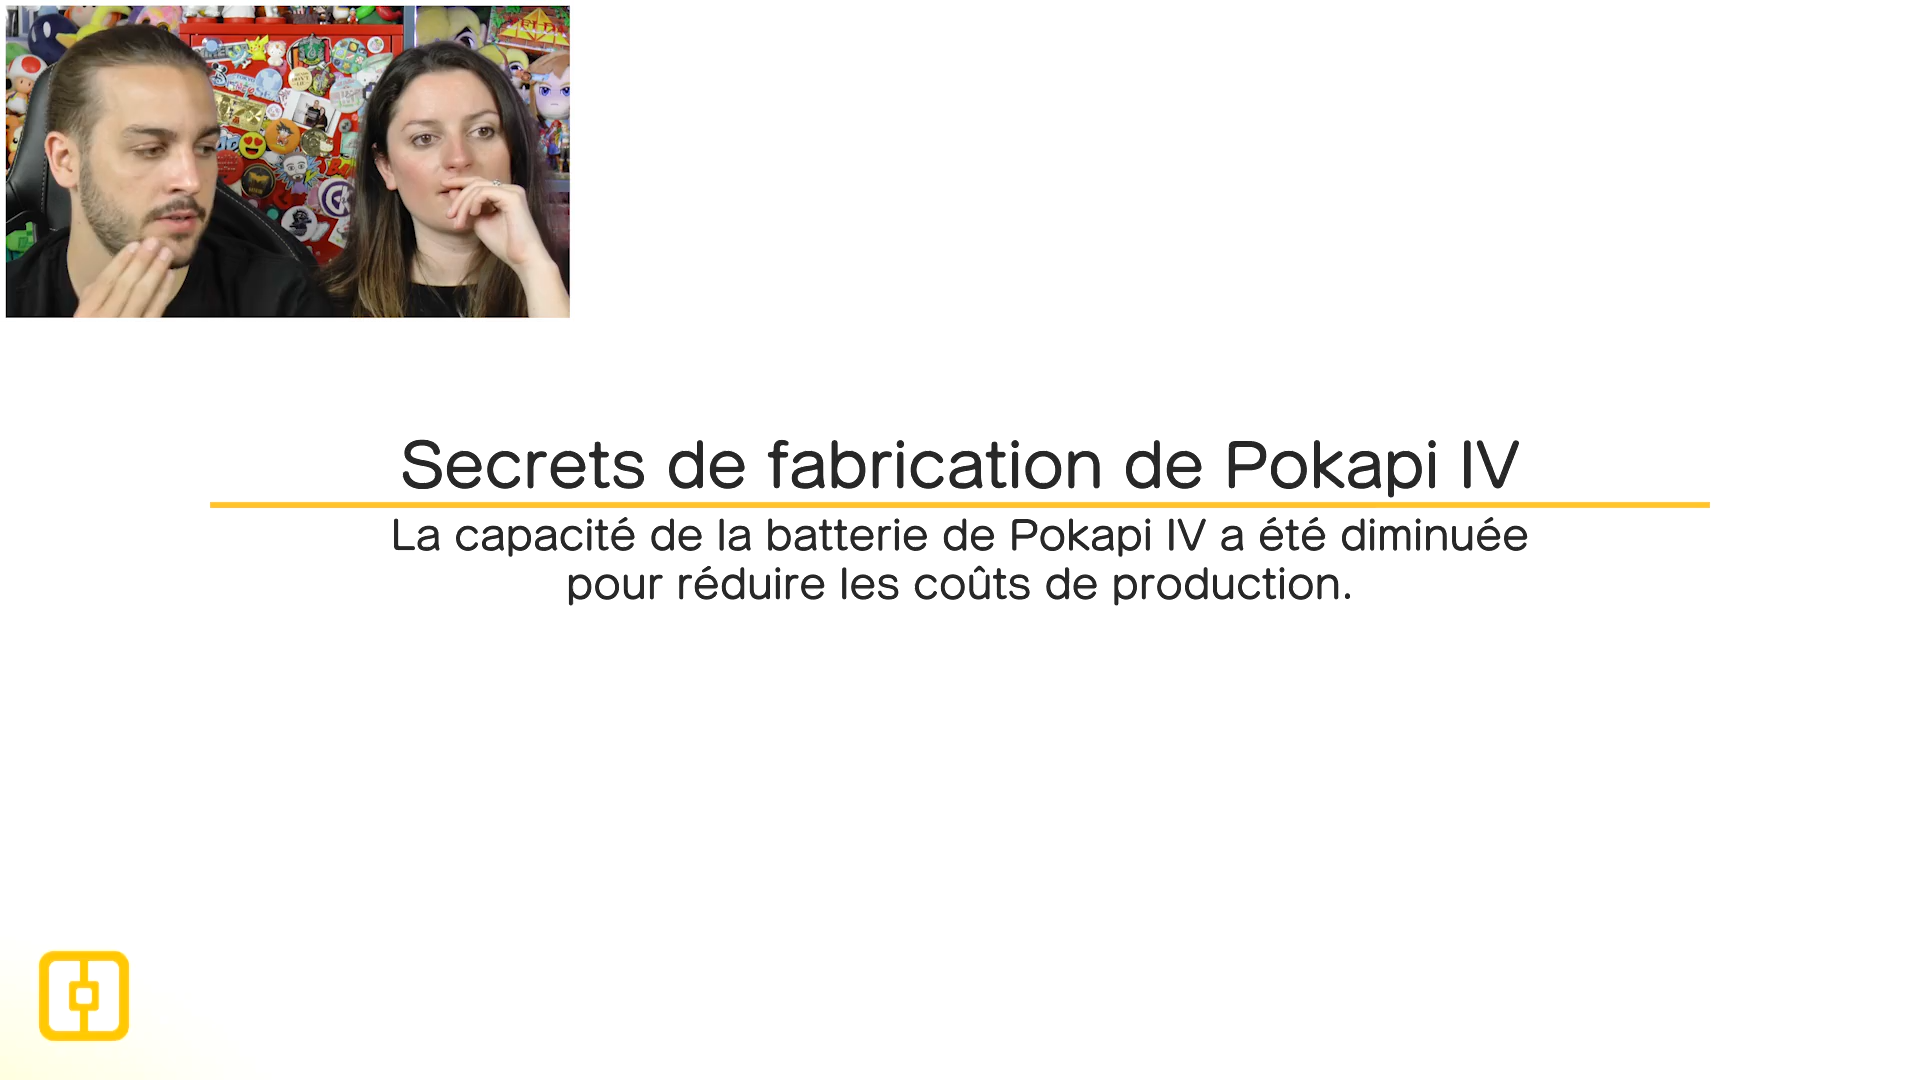 ZELDA
Secrets de fabrication de Pokapi IV
La capacité de la batterie de Pokapi IV a été diminuée
pour réduire les coûts de production.